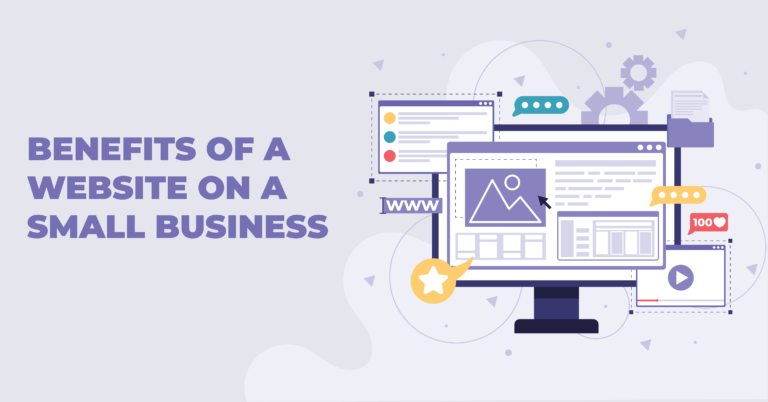 BENEFITS OF A
WEBSITE ON A
SMALL BUSINESS
WWW
100